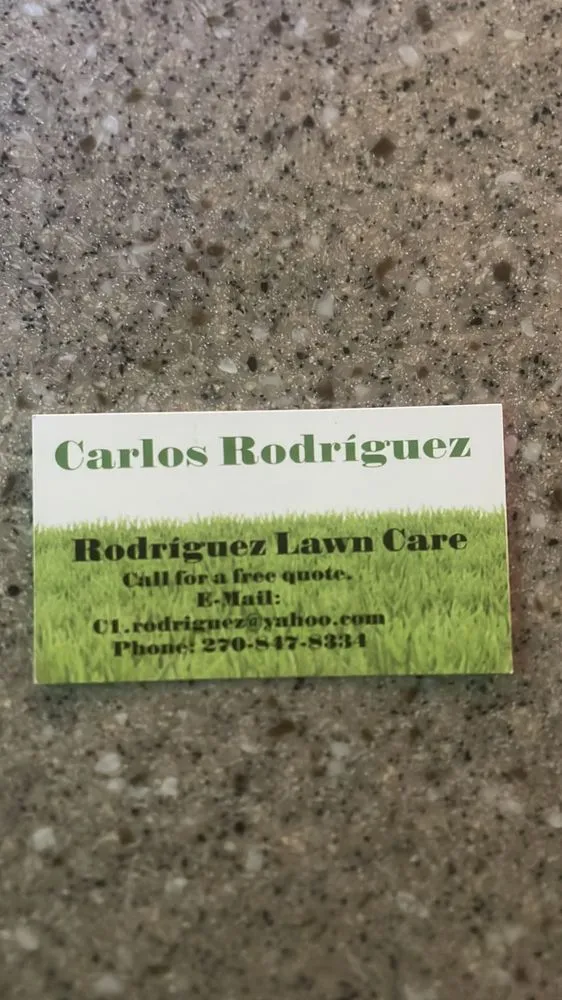 Carlos Rodríguez
Rodríguez Lawn Care
Call for a free quote.
E-Mail:
C1.rodriguez@yahoo.com
Phone: 270-847-8334